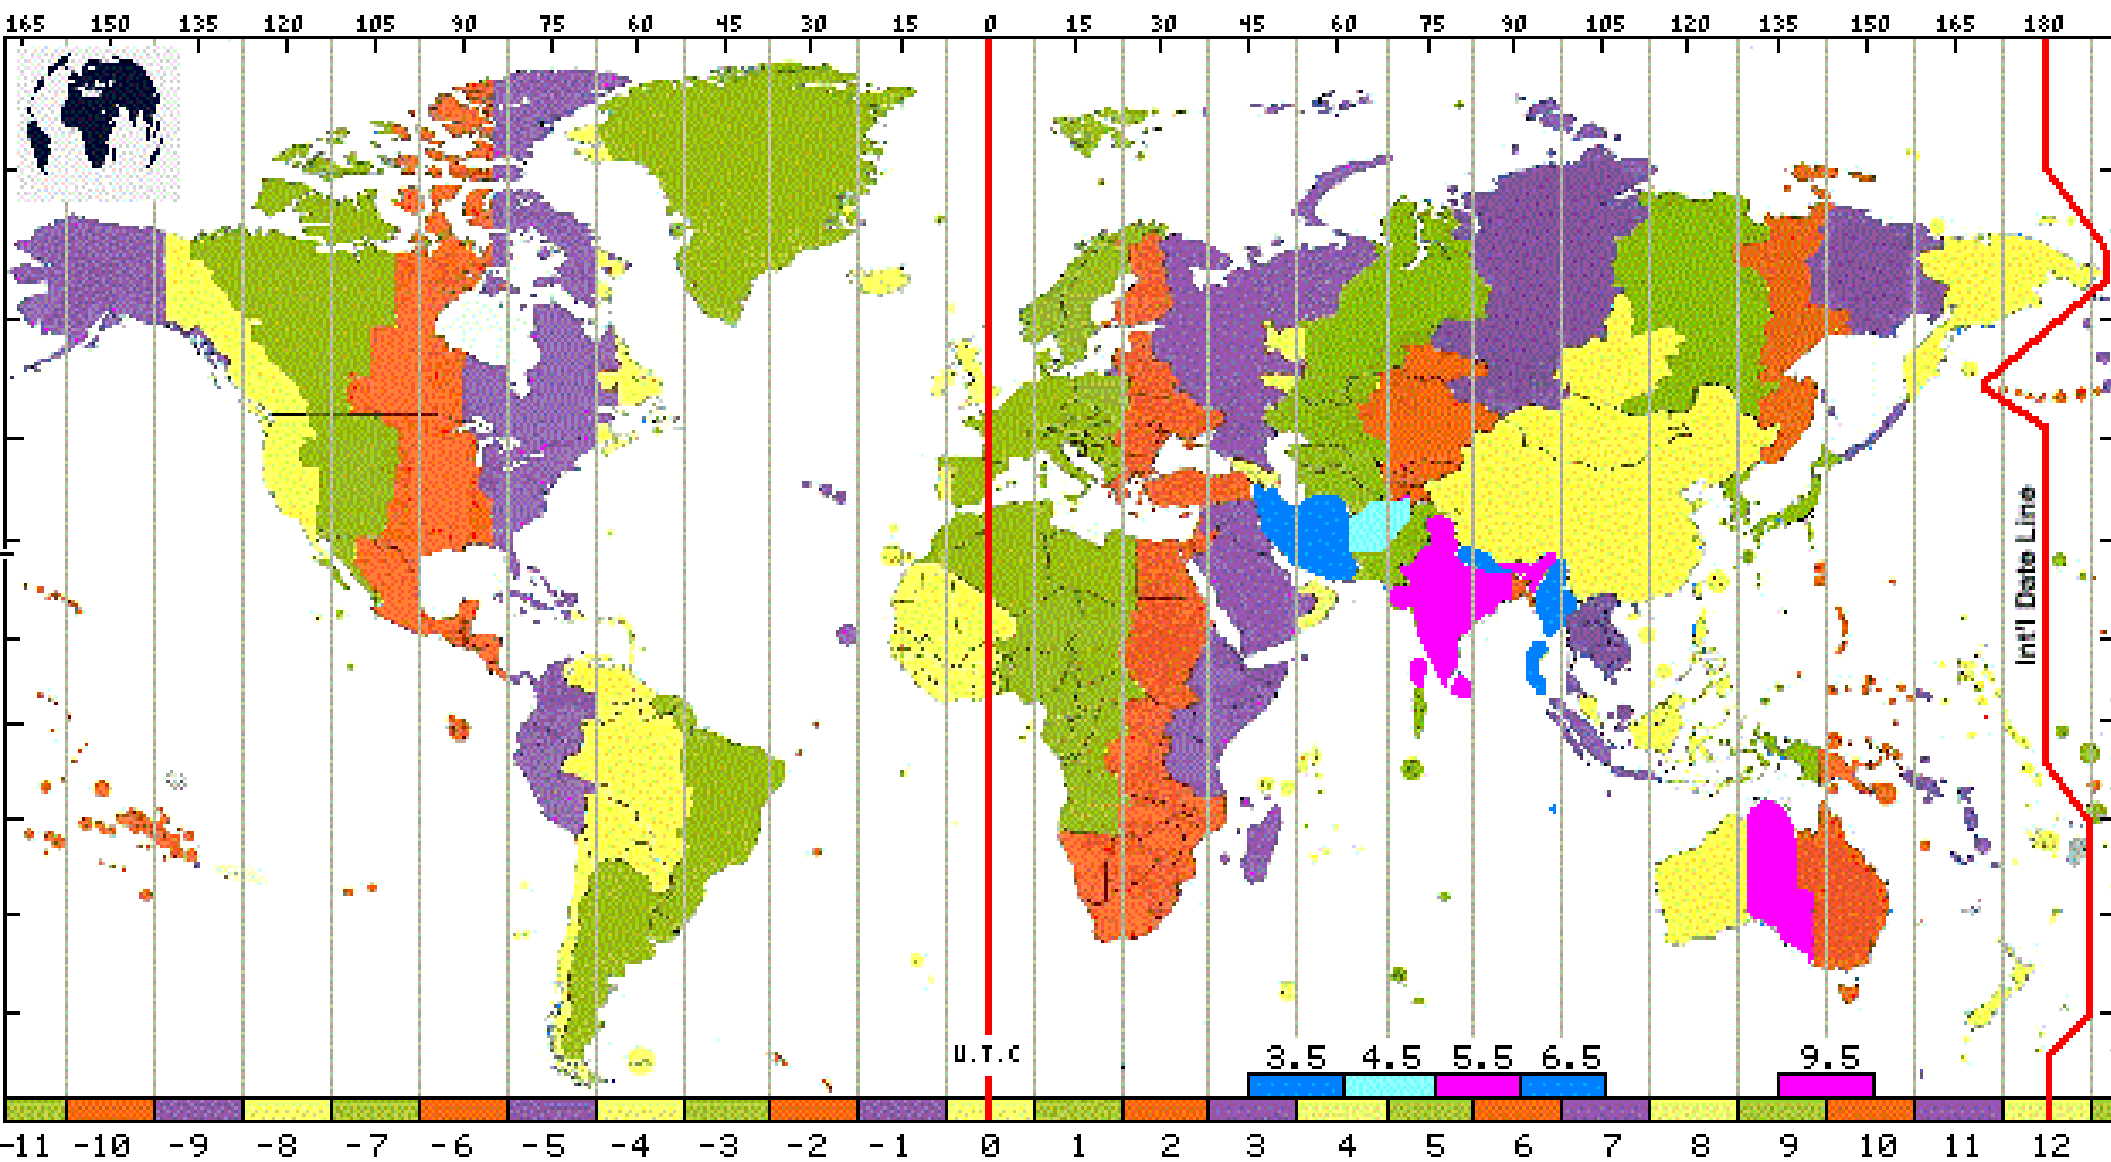 165 150 135 120 105 90 75 60 45 30 15 0 15 30 45 60 75 90 105 120 135 150 165 180
Int'l Date Line
U.T.C 3.5 4.5 5.5 6.5 9.5
-11 -10 -8 -7 -6 -5 -4 -3 -2 -1 0 1 2 3 4 5 6 7 8 9 10 11 12